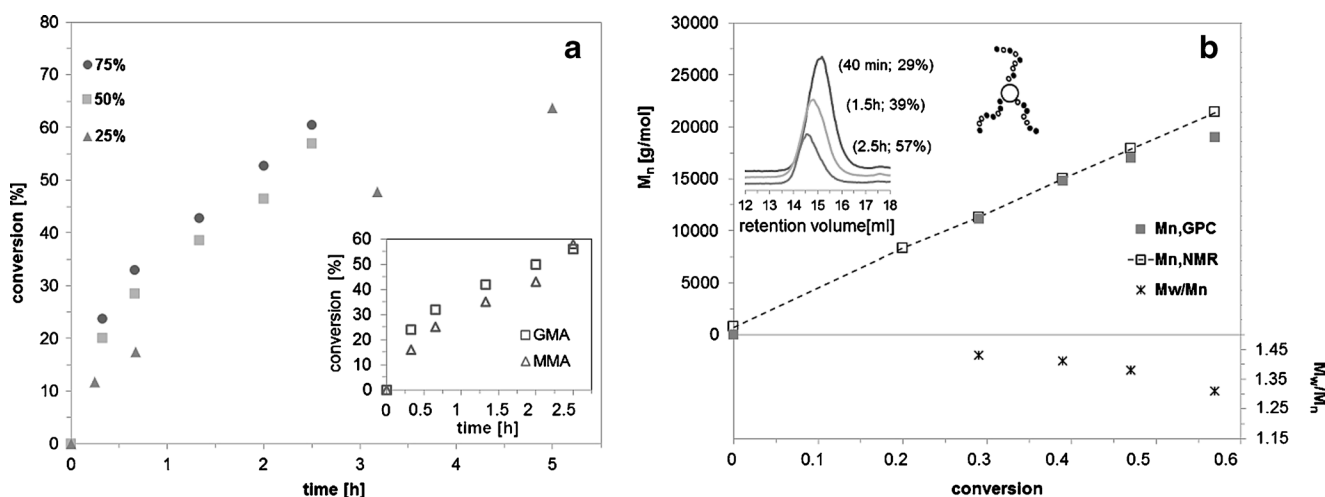 a
80
70
60
50
40
30
20
10
0
conversion [%]
75%
50%
25%
0 1 2 3 4 5
time [h]
60
50
40
30
20
10
0
conversion [%]
GMA
MMA
0 0.5 1 1.5 2 2.5
time [h]
b
30000
25000
20000
15000
10000
5000
0
Mn [g/mol]
(40 min; 29%)
(1.5h; 39%)
(2.5h; 57%)
12 13 14 15 16 17 18
retention volume[ml]
Mn,GPC
Mn,NMR
Mw/Mn
1.45
1.35
1.25
1.15
Mw/Mn
0 0.1 0.2 0.3 0.4 0.5 0.6
conversion